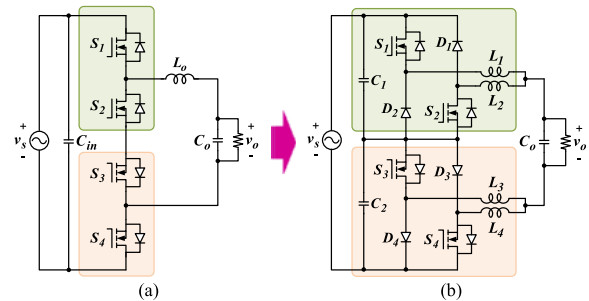 S1
Lo
S2
+
vs
-
Cin
Co
+
vo
-
S3
S4
(a)
S1
D1
L1
C1
L2
D2
S2
+
vs
-
Co
+
vo
-
S3
D3
L3
C2
L4
D4
S4
(b)